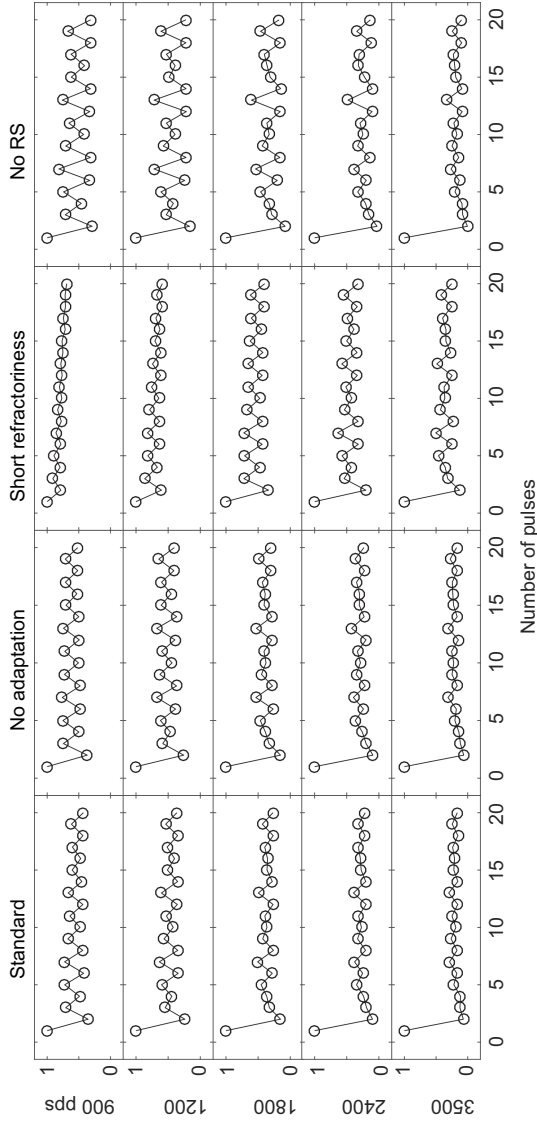 Standard No adaptation Short refractoriness No RS
900 pps 1 0
1200 1 0
1800 1 0
2400 1 0
3500 1 0
0 5 10 15 20 0 5 10 15 20 0 5 10 15 20 0 5 10 15 20
Number of pulses